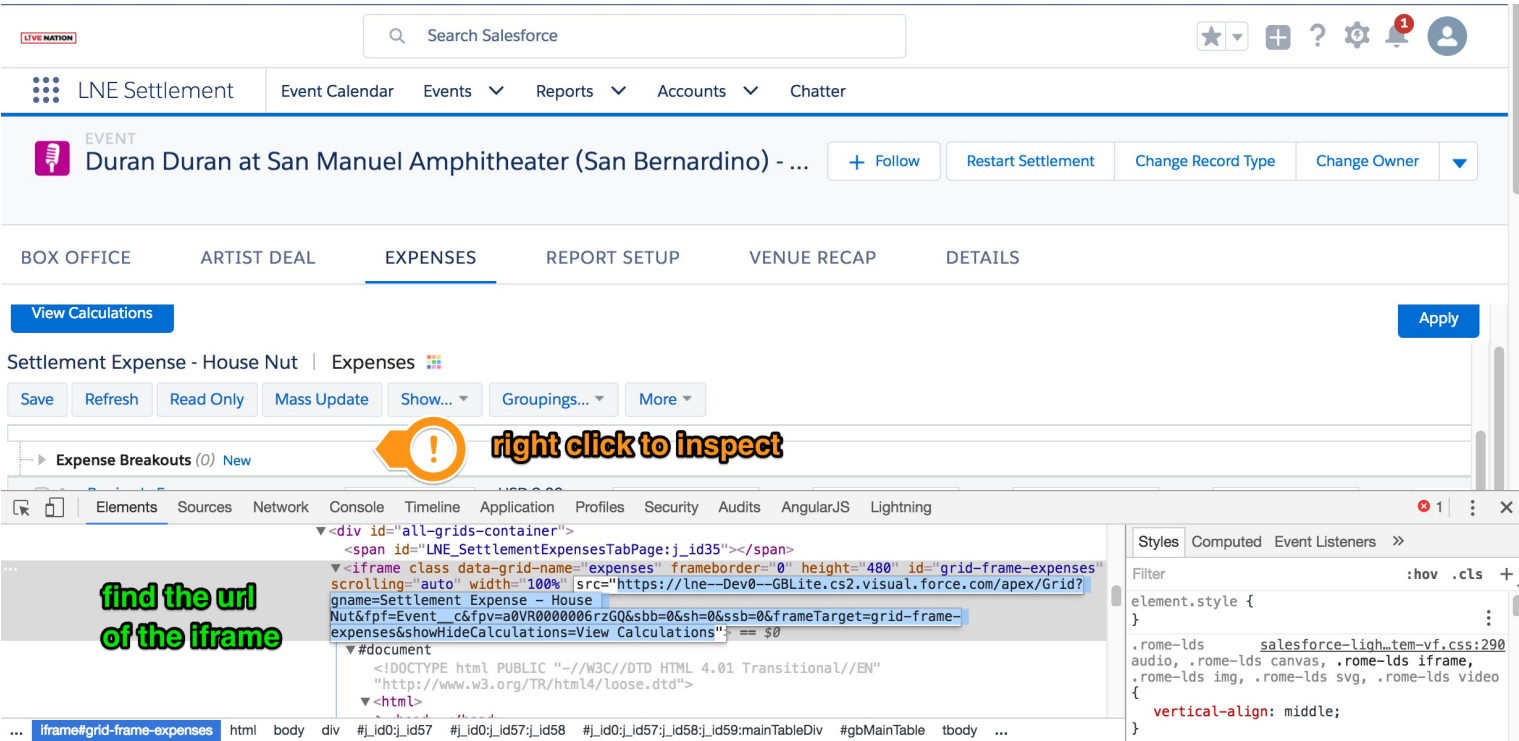 LIVE NATION
Search Salesforce
1
LNE Settlement Event Calendar Events Reports Accounts Chatter
EVENT
Duran Duran at San Manuel Amphitheater (San Bernardino) - ... + Follow Restart Settlement Change Record Type Change Owner
BOX OFFICE ARTIST DEAL EXPENSES REPORT SETUP VENUE RECAP DETAILS
View Calculations Apply
Settlement Expense - House Nut | Expenses
Save Refresh Read Only Mass Update Show... Groupings... More
! right click to inspect
Expense Breakouts (0) New
Elements Sources Network Console Timeline Application Profiles Security Audits AngularJS Lightning 1
<div id="all-grids-container">
<span id="LNE_SettlementExpensesTabPage:j_id35"></span>
<iframe class data-grid-name="expenses" frameborder="0" height="480" id="grid-frame-expenses"
scrolling="auto" width="100%" src="https://lne--Dev0--GBLite.cs2.visual.force.com/apex/Grid?
gname=Settlement Expense - House
Nut&fpf=Event__c&fpv=a0VR0000006rzGQ&sbb=0&sh=0&ssb=0&frameTarget=grid-frame-
expenses&showHideCalculations=View Calculations"> == $0
find the url
of the iframe
#document
<!DOCTYPE html PUBLIC "-//W3C//DTD HTML 4.01 Transitional//EN"
"http://www.w3.org/TR/html4/loose.dtd">
<html>
... iframe#grid-frame-expenses html body div #j_id0:j_id57 #j_id0:j_id57:j_id58 #j_id0:j_id57:j_id58:j_id59:mainTableDiv #gbMainTable tbody ...
Styles Computed Event Listeners »
Filter :hov .cls +
element.style {
}
.rome-lds salesforce-ligh…tem-vf.css:290
audio, .rome-lds canvas, .rome-lds iframe,
.rome-lds img, .rome-lds svg, .rome-lds video
{
vertical-align: middle;
}